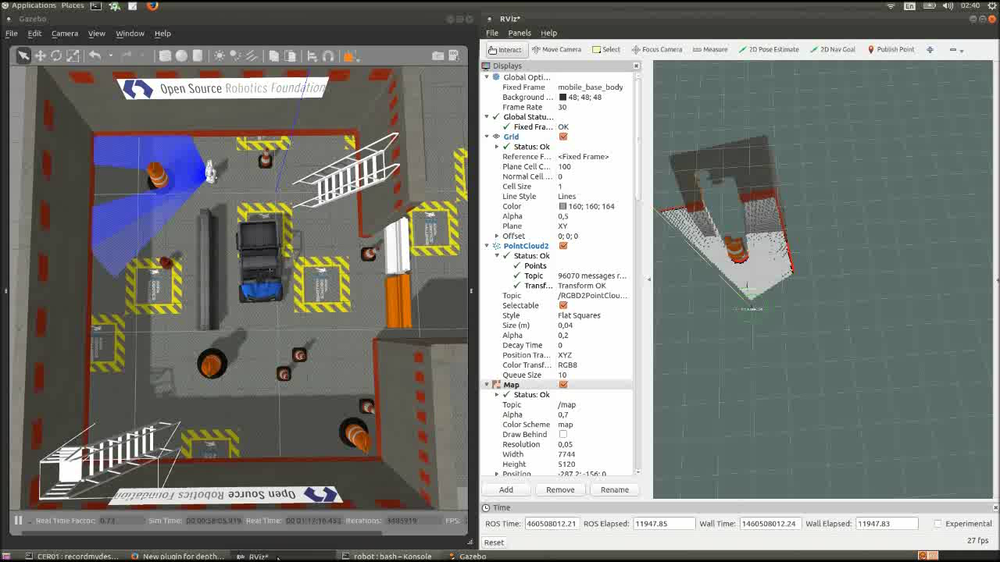 Applications Places
En
02:40
Gazebo
RViz*
File Edit Camera View Window Help
File Panels Help
Interact Move Camera Select Focus Camera Measure 2D Pose Estimate 2D Nav Goal Publish Point
Open Source Robotics Foundation
Open Source Robotics Foundation
Real Time Factor: 0.73 Sim Time: 00:00:58:05.919 Real Time: 00:01:12:16.453 Iterations: 3485919 FPS:
Displays
Global Opti...
Fixed Frame mobile_base_body
Background ... 48; 48; 48
Frame Rate 30
Global Statu...
Fixed Fra... OK
Grid
Status: Ok
Reference F... <Fixed Frame>
Plane Cell C... 100
Normal Cell ... 0
Cell Size 1
Line Style Lines
Color 160; 160; 164
Alpha 0,5
Plane XY
Offset 0; 0; 0
PointCloud2
Status: Ok
Points
Topic 96070 messages r...
Transf... Transform OK
Topic /RGBD2PointClou...
Selectable
Style Flat Squares
Size (m) 0,04
Alpha 0,2
Decay Time 0
Position Tra... XYZ
Color Transf... RGB8
Queue Size 10
Map
Status: Ok
Topic /map
Alpha 0,7
Color Scheme map
Draw Behind
Resolution 0,05
Width 7744
Height 5120
Position -287,2; -156; 0
Add Remove Rename
Time
ROS Time: 460508012.21 ROS Elapsed: 11947.85 Wall Time: 1460508012.24 Wall Elapsed: 11947.83 Experimental
Reset 27 fps
CER01 : recordmydes... New plugin for depth... RViz* robot : bash – Konsole Gazebo